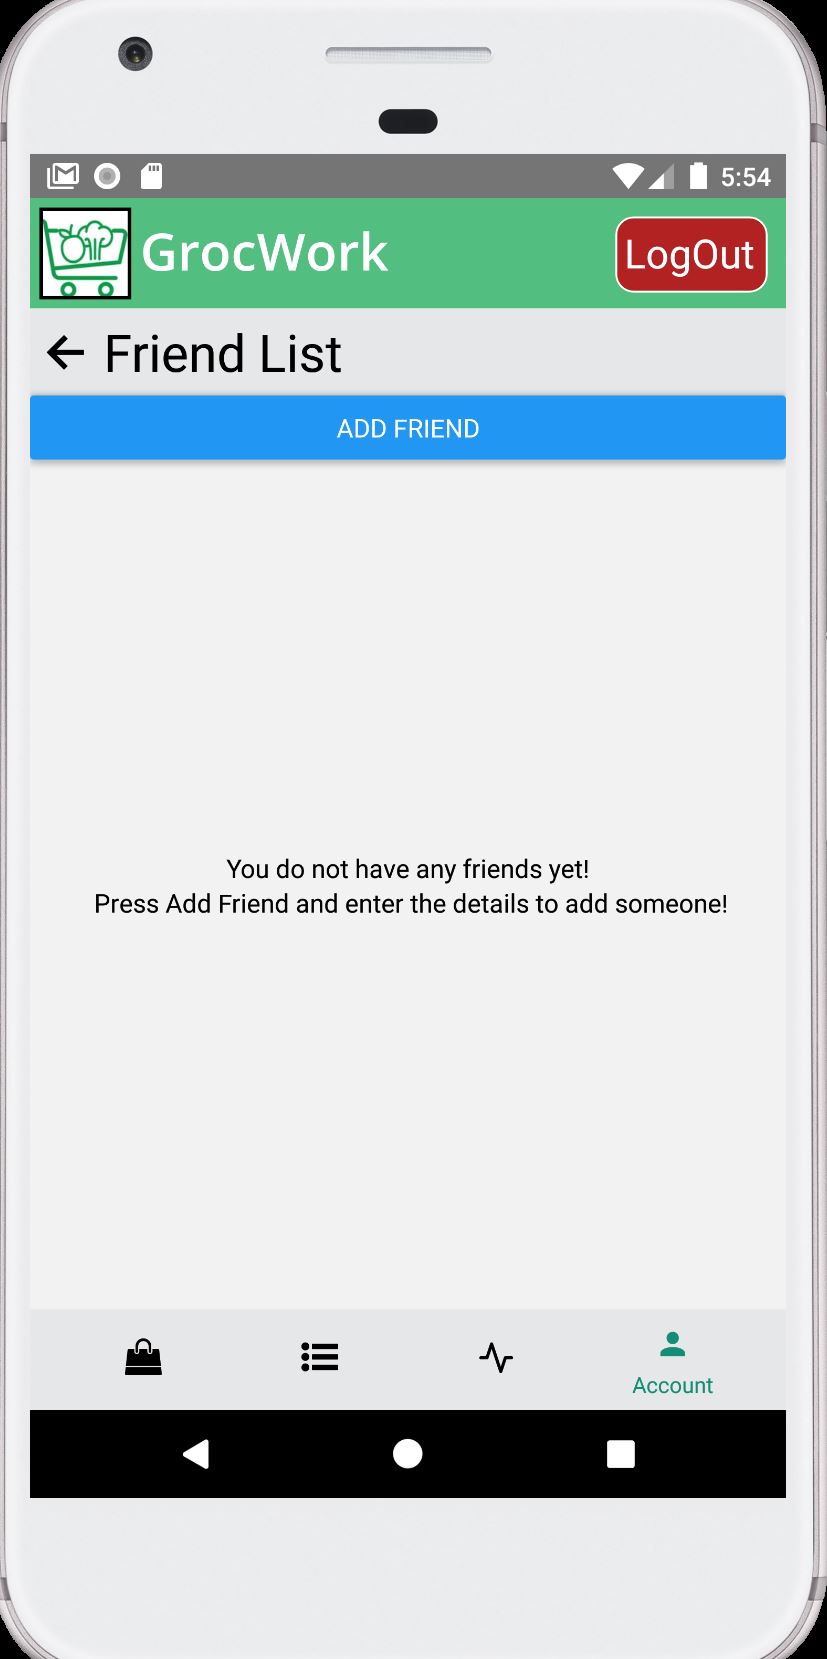 5:54
GrocWork
LogOut
Friend List
ADD FRIEND
You do not have any friends yet!
Press Add Friend and enter the details to add someone!
Account